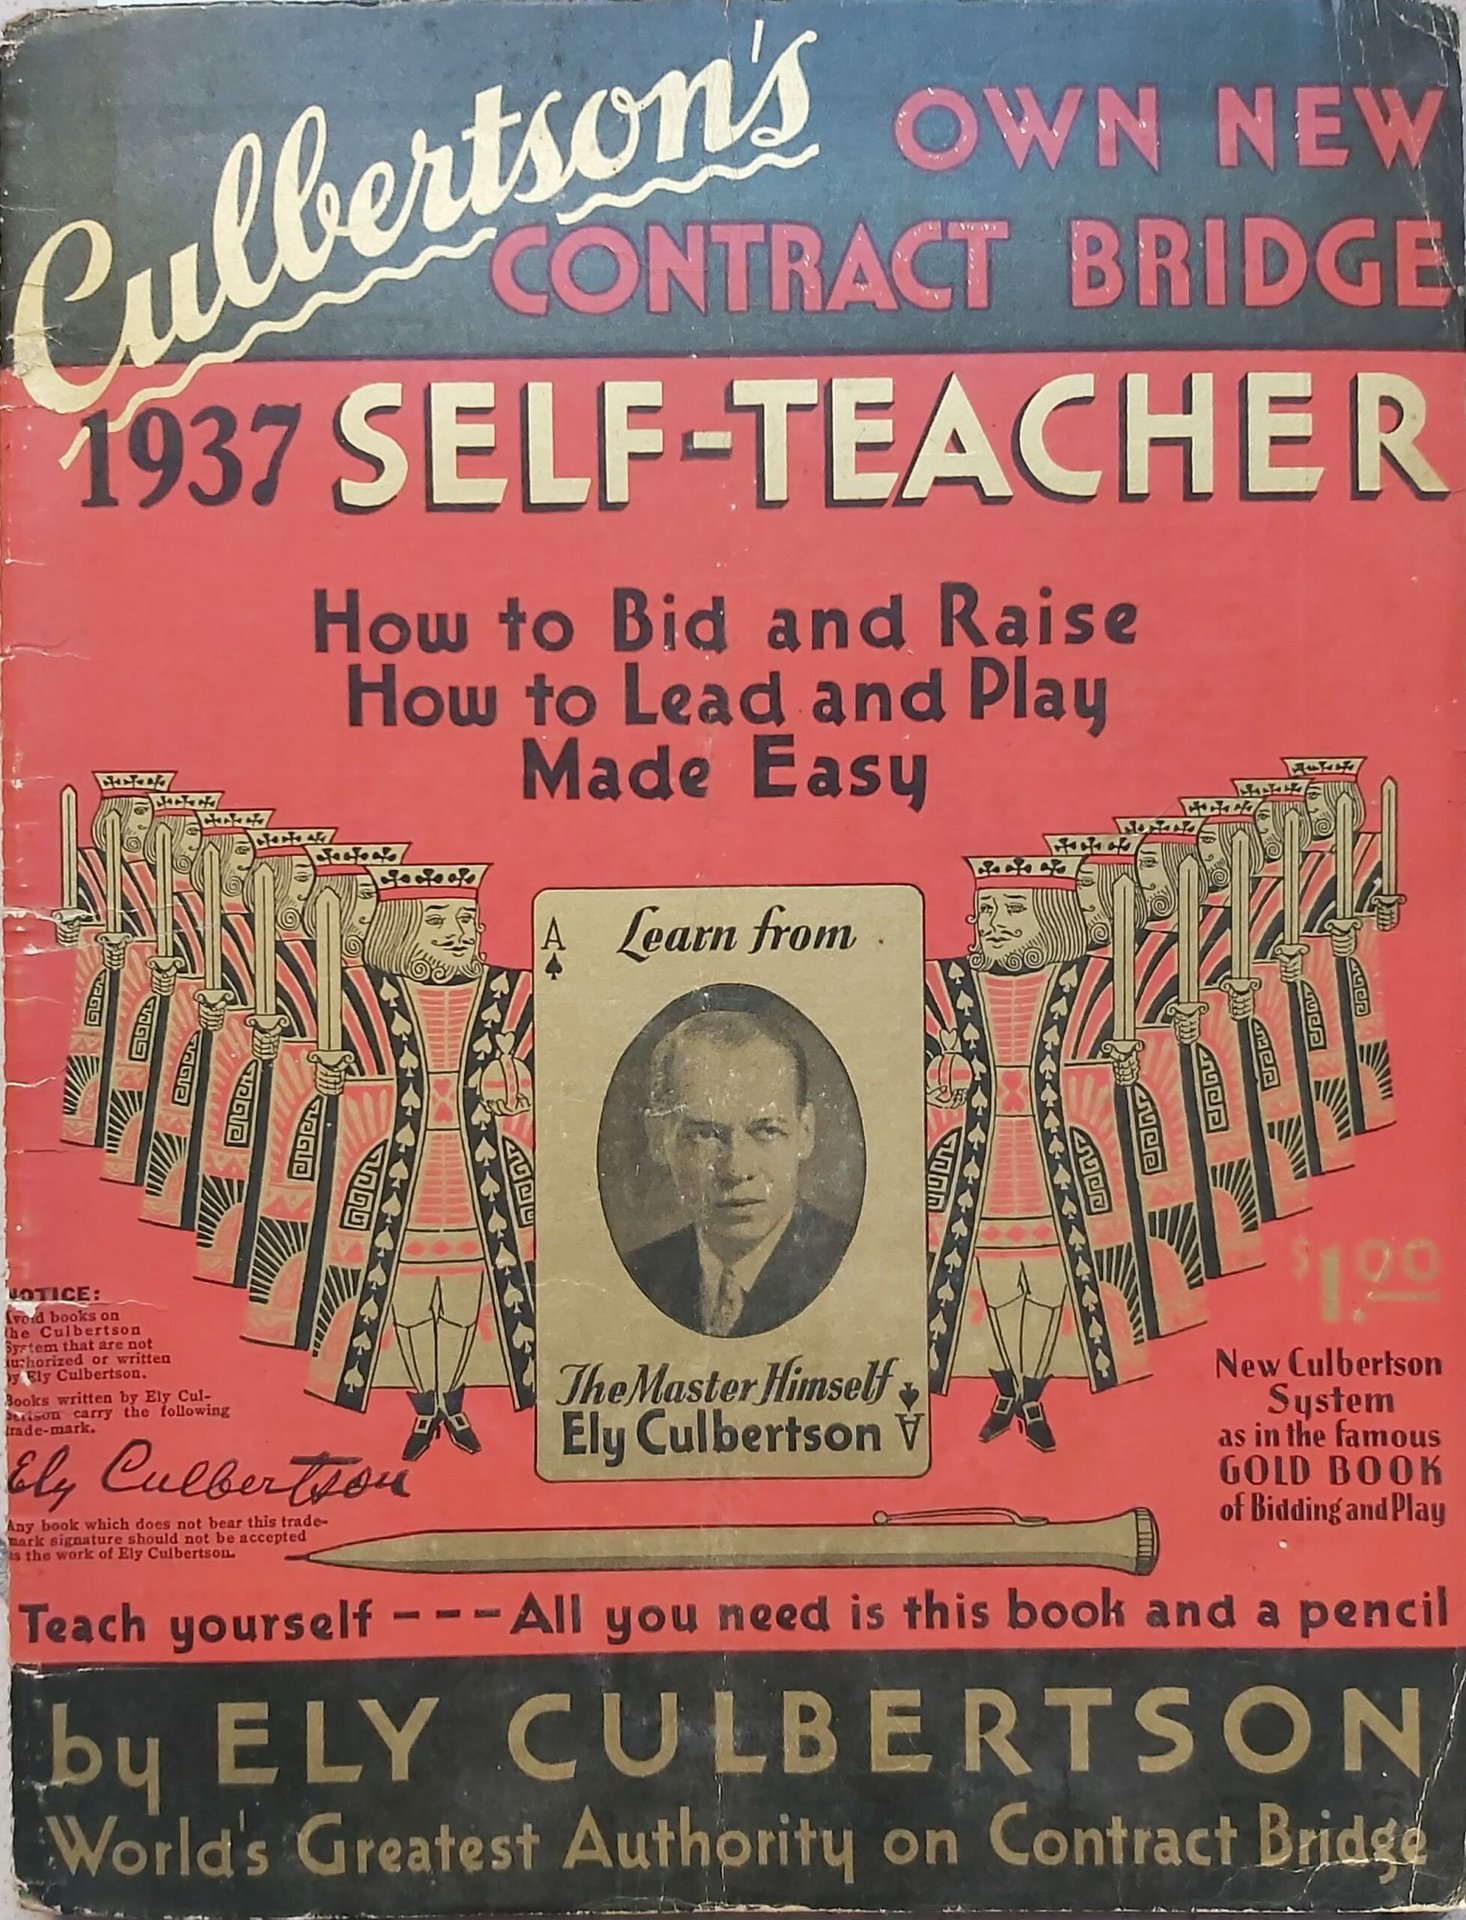 Culbertson's
OWN NEW
CONTRACT BRIDGE
1937 SELF-TEACHER
How to Bid and Raise
How to Lead and Play
Made Easy
A
Learn from
The Master Himself
Ely Culbertson
A
NOTICE:
Avoid books on
the Culbertson
System that are not
authorized or written
by Ely Culbertson.
Books written by Ely Cul-
bertson carry the following
trade-mark.
Ely Culbertson
Any book which does not bear this trade-
mark signature should not be accepted
as the work of Ely Culbertson.
$1.00
New Culbertson
System
as in the famous
GOLD BOOK
of Bidding and Play
Teach yourself - - - All you need is this book and a pencil
by ELY CULBERTSON
World's Greatest Authority on Contract Bridge